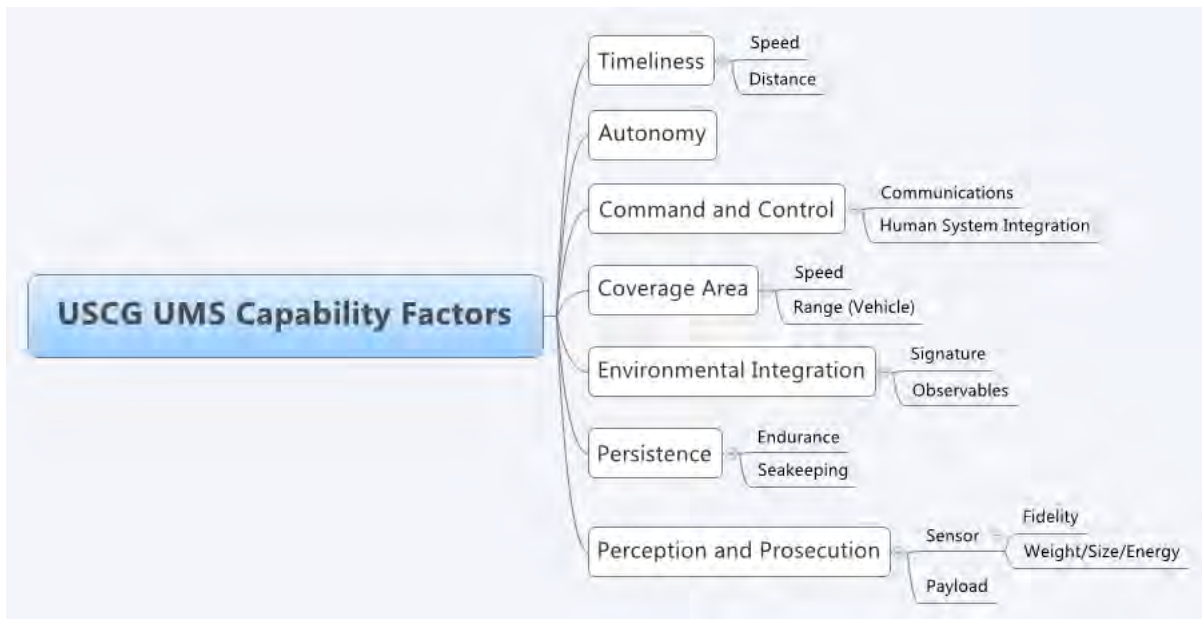 USCG UMS Capability Factors
Timeliness
Speed
Distance
Autonomy
Command and Control
Communications
Human System Integration
Coverage Area
Speed
Range (Vehicle)
Environmental Integration
Signature
Observables
Persistence
Endurance
Seakeeping
Perception and Prosecution
Sensor
Fidelity
Weight/Size/Energy
Payload